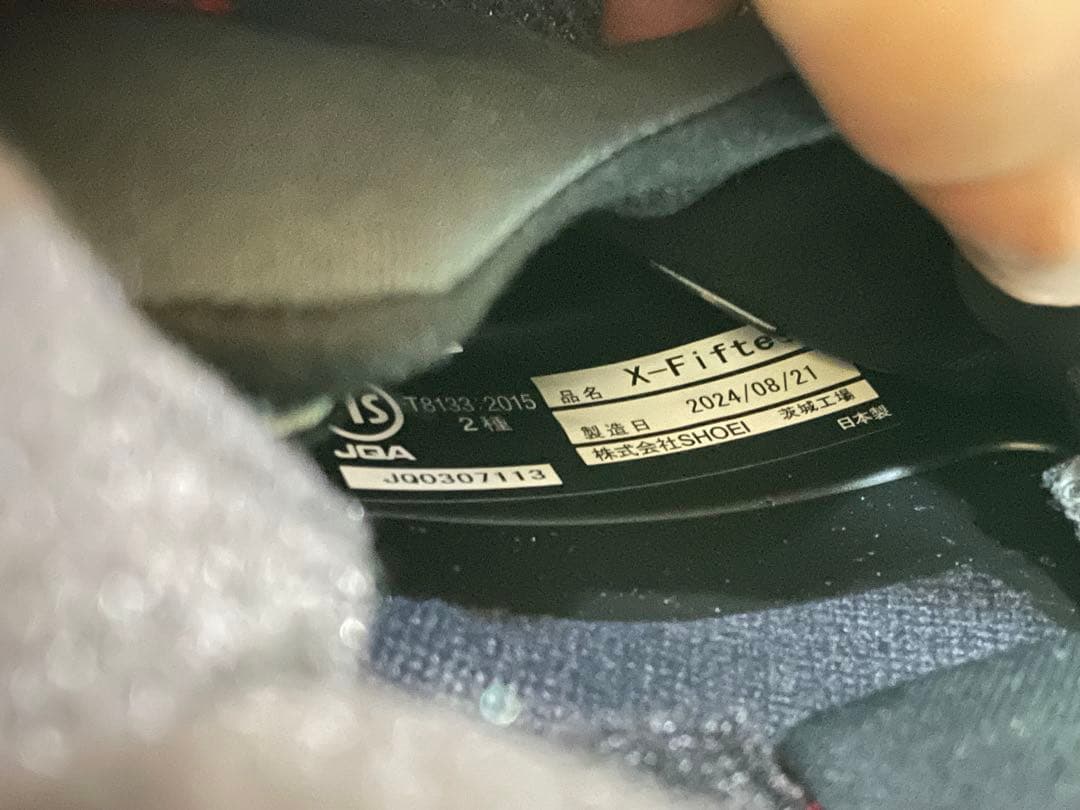 JIS T8133:2015
2種
JQA
JQ0307113
品名 X-Fiftee
製造日 2024/08/21
株式会社SHOEI 茨城工場
日本製